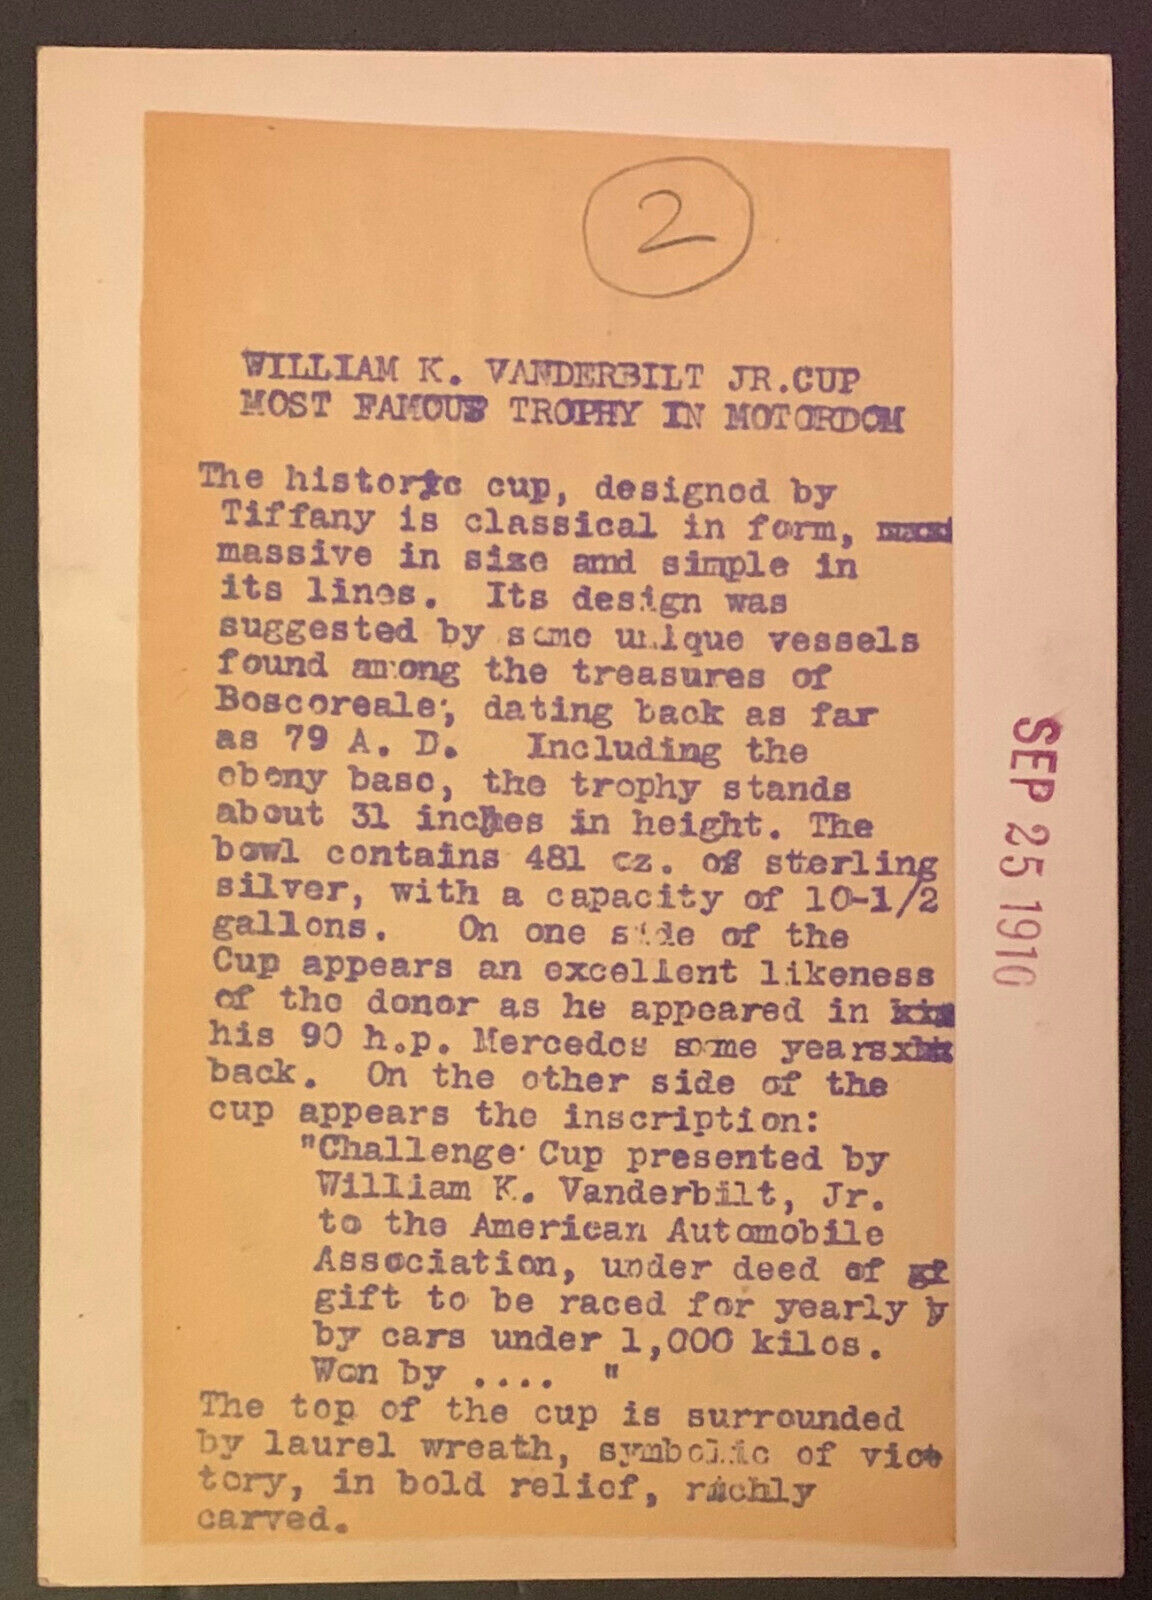 2
WILLIAM K. VANDERBILT JR.CUP
MOST FAMOUS TROPHY IN MOTORDOM
The historic cup, designed by
Tiffany is classical in form,
massive in size amd simple in
its lines. Its design was
suggested by some unique vessels
found among the treasures of
Boscoreale, dating back as far
as 79 A. D. Including the
ebony base, the trophy stands
about 31 inches in height. The
bowl contains 481 oz. of sterling
silver, with a capacity of 10-1/2
gallons. On one side of the
Cup appears an excellent likeness
of the donor as he appeared in
his 90 h.p. Mercedes some years
back. On the other side of the
cup appears the inscription:
"Challenge Cup presented by
William K. Vanderbilt, Jr.
to the American Automobile
Association, under deed of gf
gift to be raced for yearly y
by cars under 1,000 kilos.
Won by .... "
The top of the cup is surrounded
by laurel wreath, symbolic of vict
tory, in bold relief, richly
carved.
SEP 25 1910